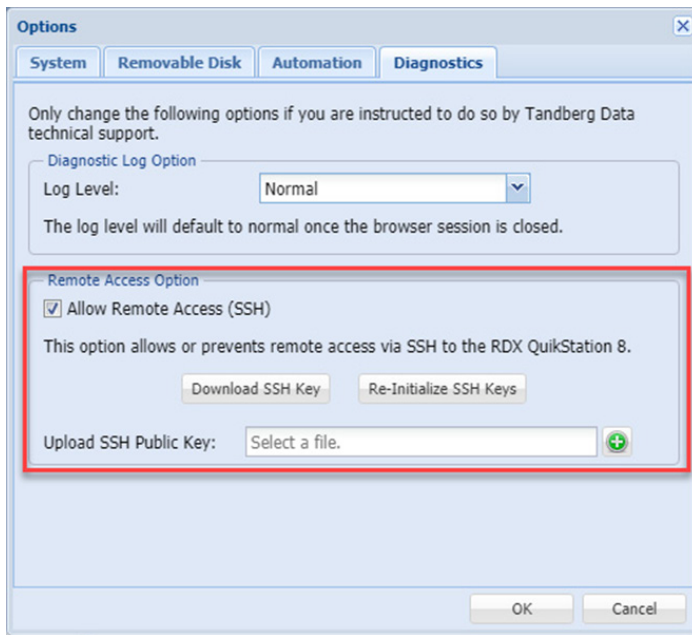 Options
System
Removable Disk
Automation
Diagnostics
Only change the following options if you are instructed to do so by Tandberg Data
technical support.
Diagnostic Log Option
Log Level:
Normal
The log level will default to normal once the browser session is closed.
Remote Access Option
Allow Remote Access (SSH)
This option allows or prevents remote access via SSH to the RDX QuikStation 8.
Download SSH Key
Re-Initialize SSH Keys
Upload SSH Public Key:
Select a file.
OK
Cancel